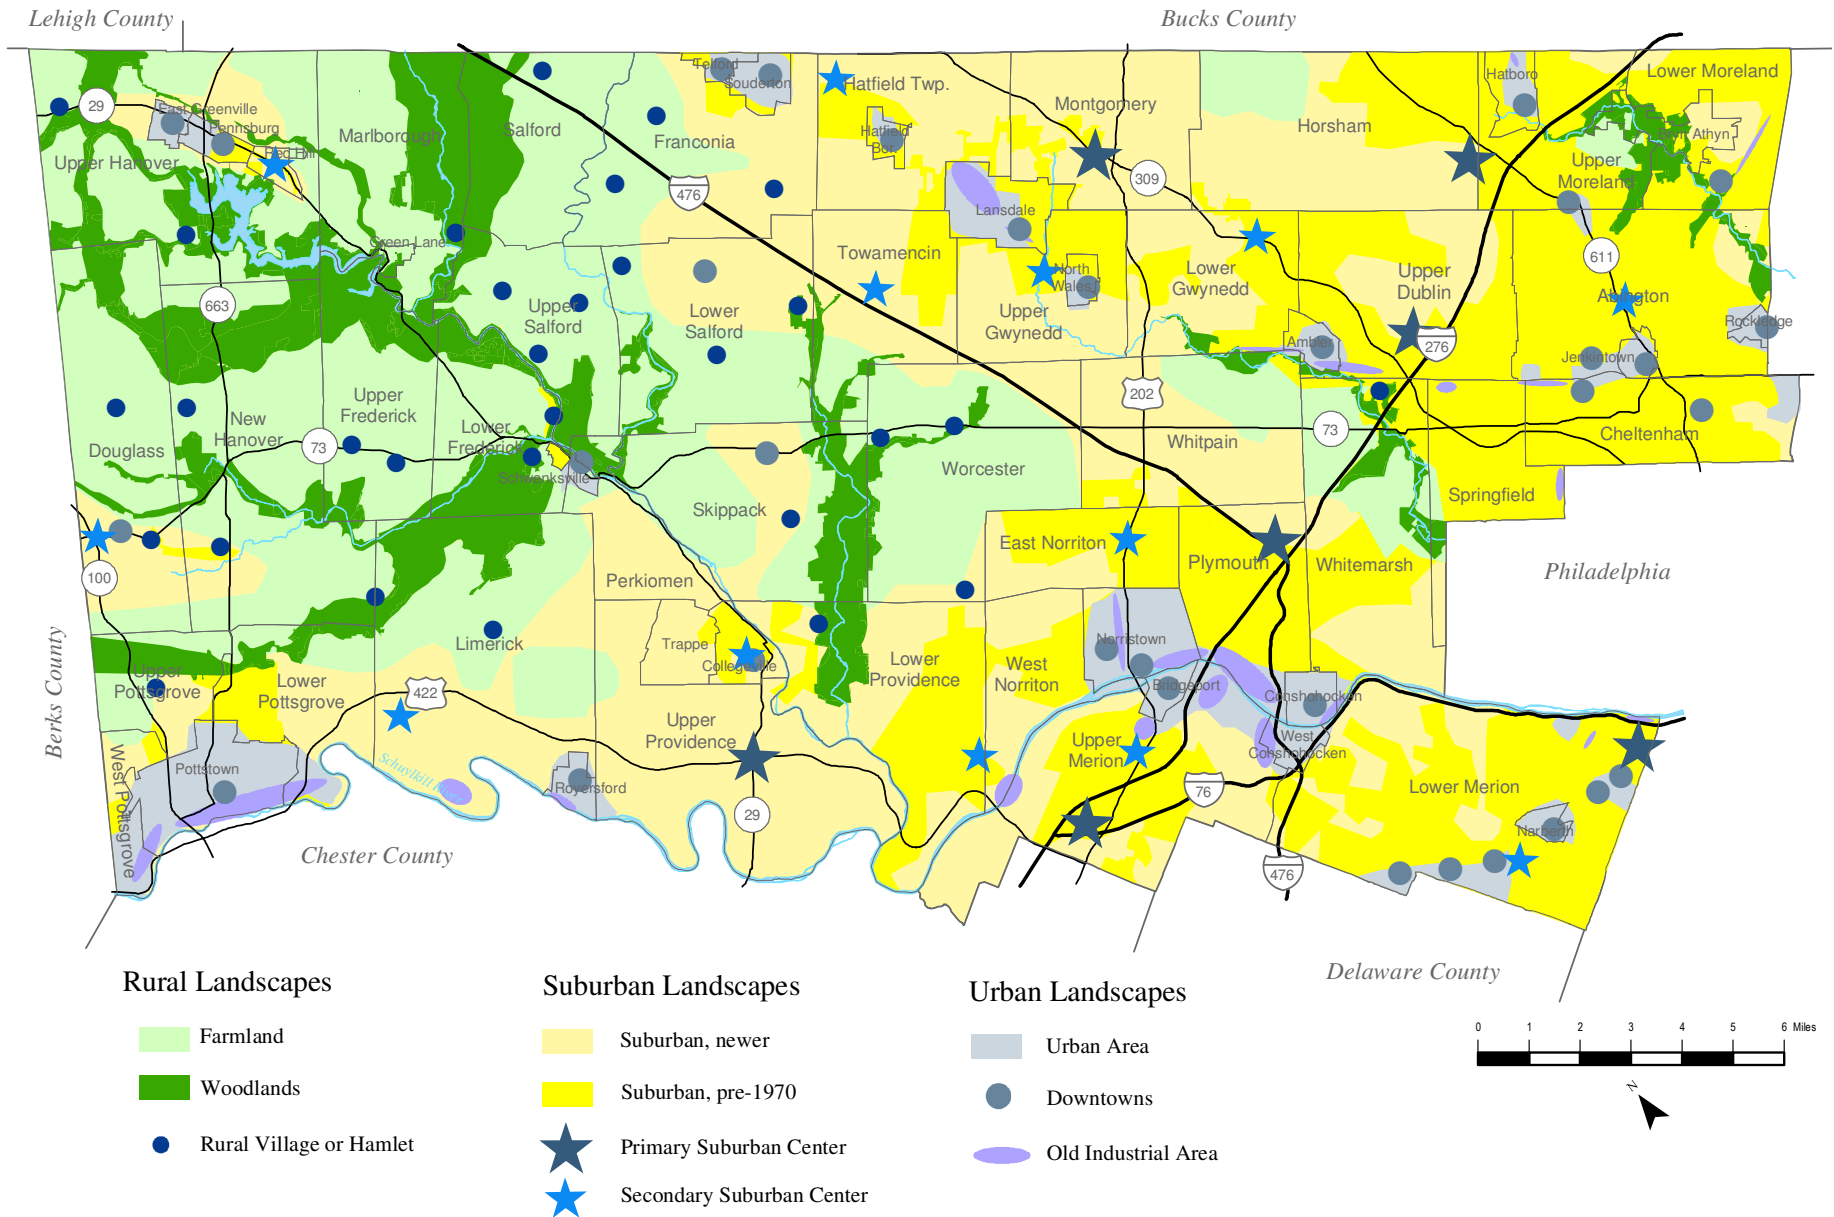 Lehigh County
Bucks County
Telford
Souderton
Hatfield Twp.
Hatboro
Lower Moreland
29
East Greenville
Pennsburg
Red Hill
Marlborough
Salford
Franconia
Hatfield
Bor.
Montgomery
Horsham
Bryn Athyn
Upper Hanover
476
309
Upper
Moreland
Lansdale
Green Lane
Towamencin
North
Wales
Lower
Gwynedd
Upper
Dublin
611
Abington
663
Upper
Salford
Lower
Salford
Upper
Gwynedd
Ambler
276
Rockledge
Jenkintown
Douglass
New
Hanover
Upper
Frederick
Lower
Frederick
73
202
Whitpain
73
Cheltenham
Schwenksville
Worcester
Springfield
Skippack
East Norriton
Plymouth
Whitemarsh
Philadelphia
100
Perkiomen
Berks County
Limerick
Trappe
Collegeville
Norristown
Upper
Pottsgrove
Lower
Pottsgrove
422
Lower
Providence
West
Norriton
Bridgeport
Conshohocken
Upper
Providence
West
Conshohocken
Upper
Merion
West Pottsgrove
Pottstown
Schuylkill River
Royersford
29
76
Lower Merion
Narberth
Chester County
476
Delaware County
Rural Landscapes
Farmland
Woodlands
Rural Village or Hamlet
Suburban Landscapes
Suburban, newer
Suburban, pre-1970
Primary Suburban Center
Secondary Suburban Center
Urban Landscapes
Urban Area
Downtowns
Old Industrial Area
0 1 2 3 4 5 6 Miles
N